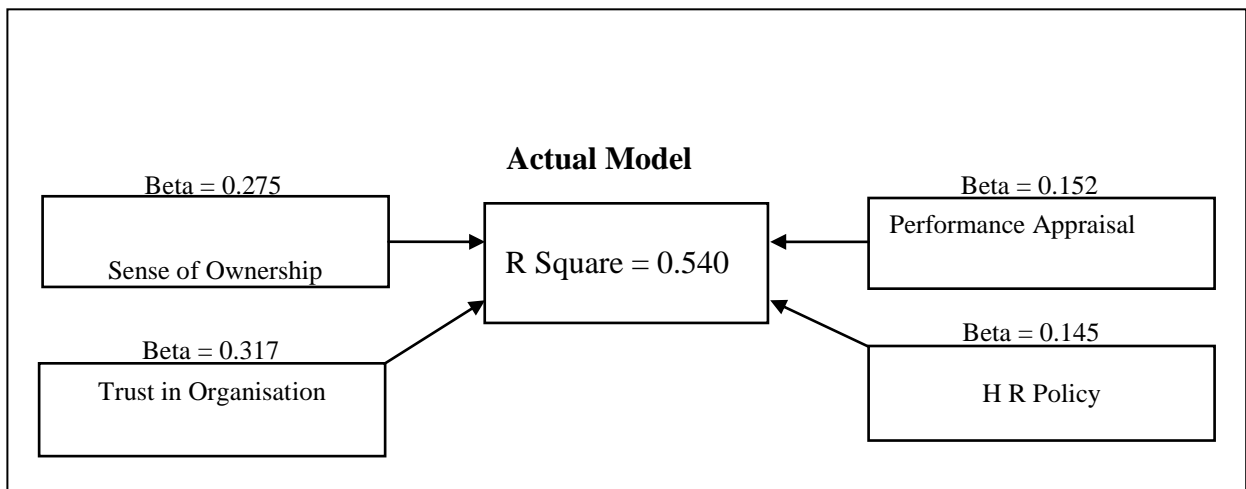 Actual Model
Beta = 0.275
Sense of Ownership
Beta = 0.317
Trust in Organisation
R Square = 0.540
Beta = 0.152
Performance Appraisal
Beta = 0.145
H R Policy